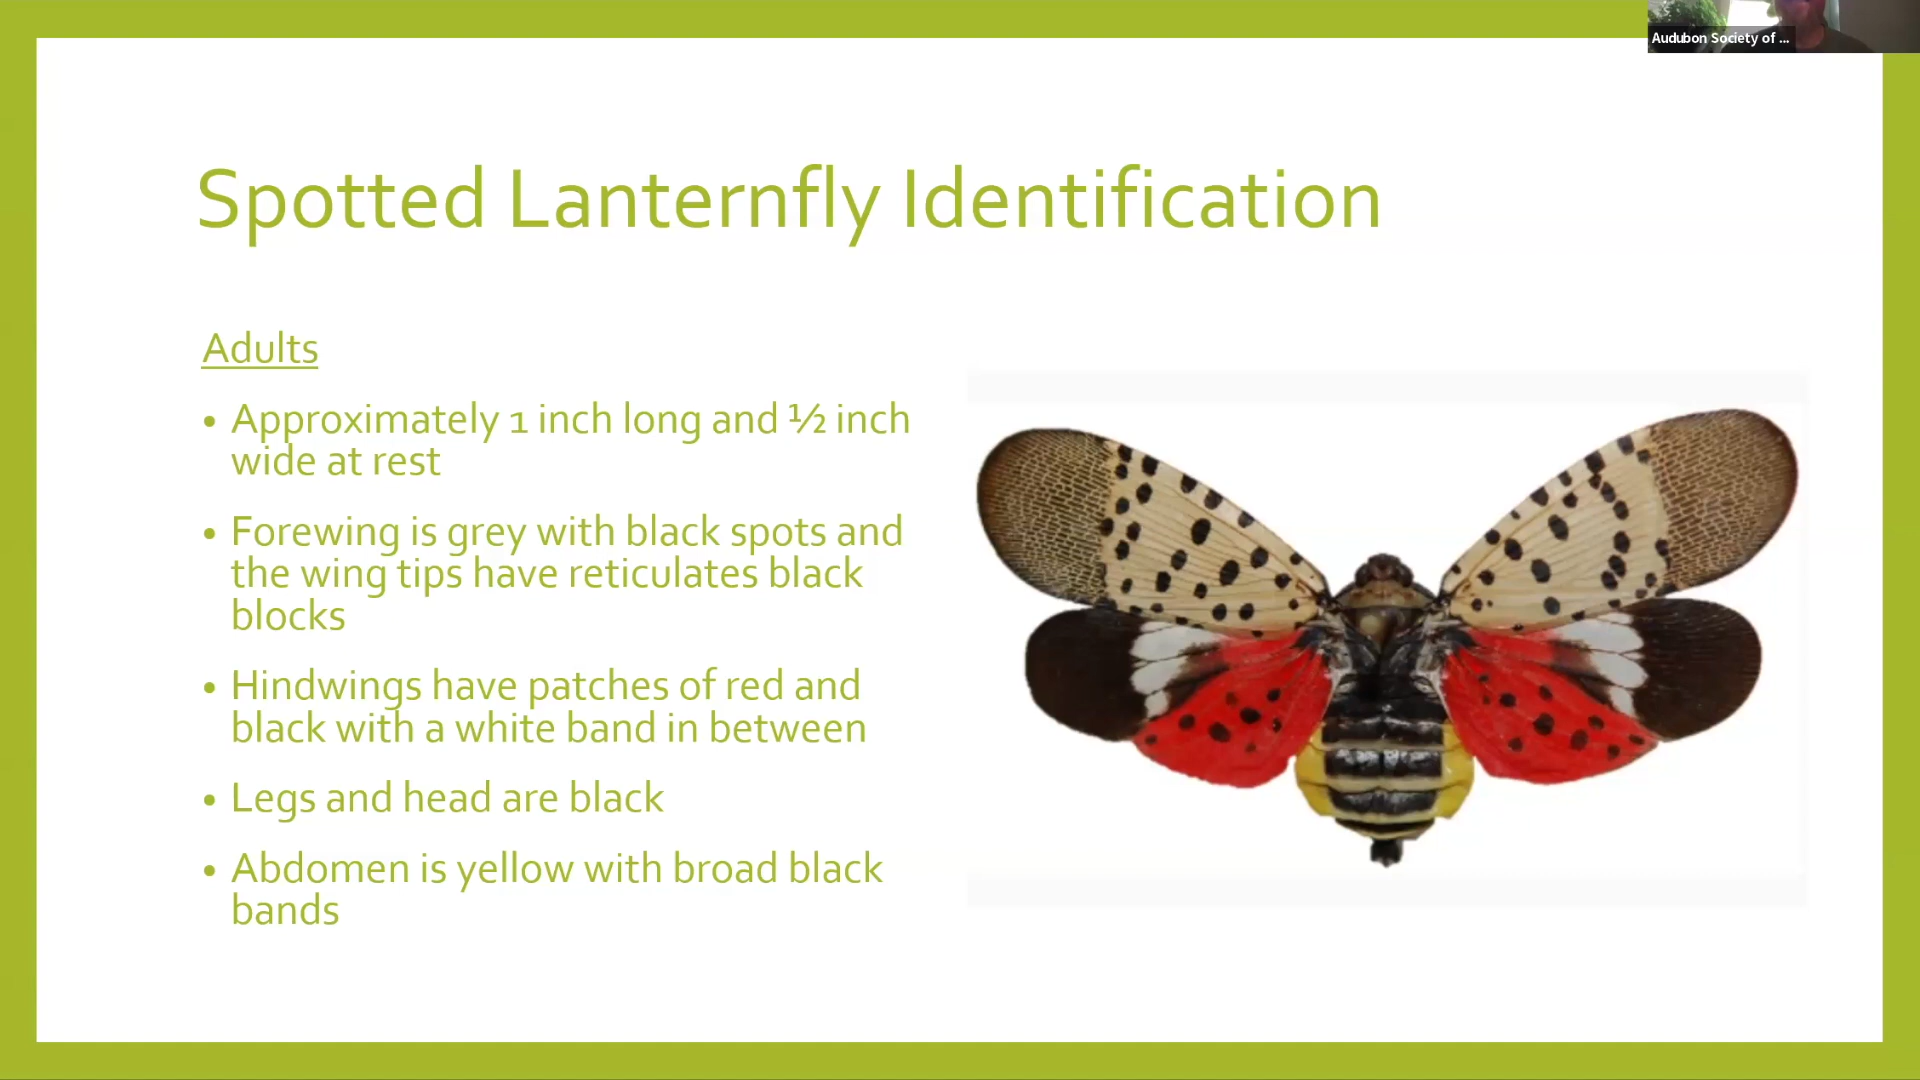 Audubon Society of ...
Spotted Lanternfly Identification
Adults
• Approximately 1 inch long and ½ inch
wide at rest
• Forewing is grey with black spots and
the wing tips have reticulates black
blocks
• Hindwings have patches of red and
black with a white band in between
• Legs and head are black
• Abdomen is yellow with broad black
bands